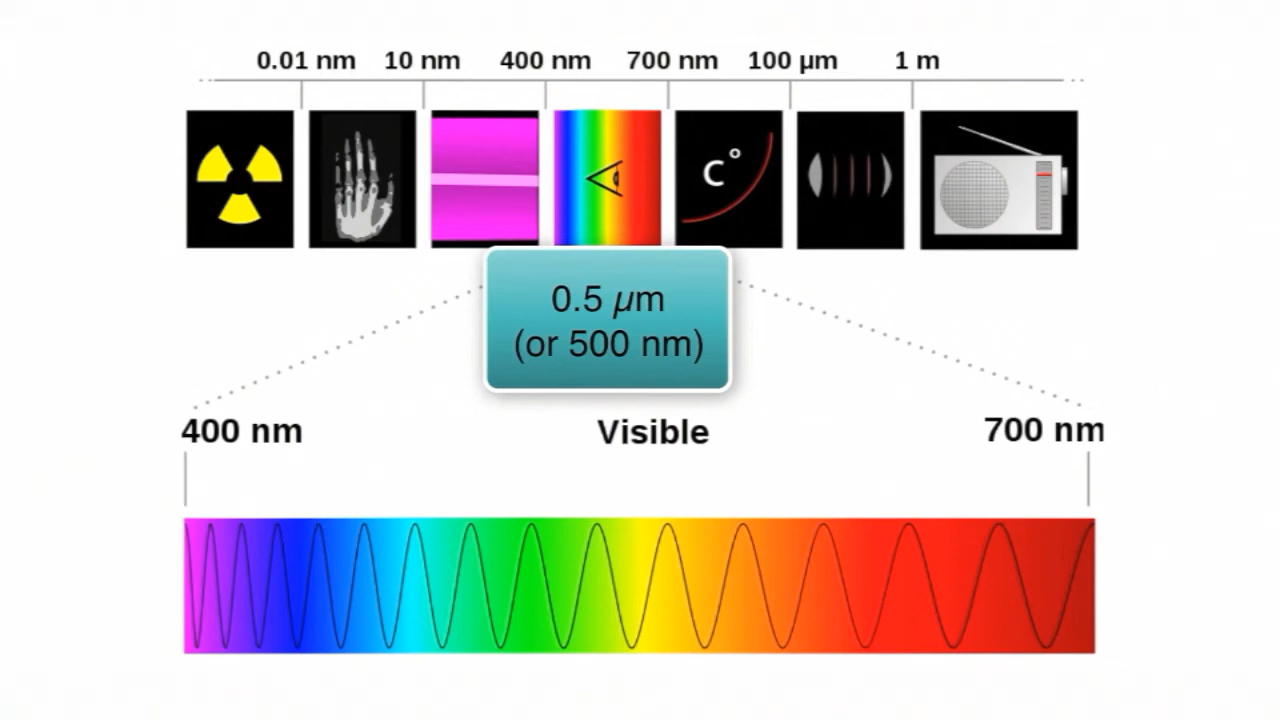 0.01 nm 10 nm 400 nm 700 nm 100 µm 1 m
C°
0.5 µm
(or 500 nm)
400 nm Visible 700 nm